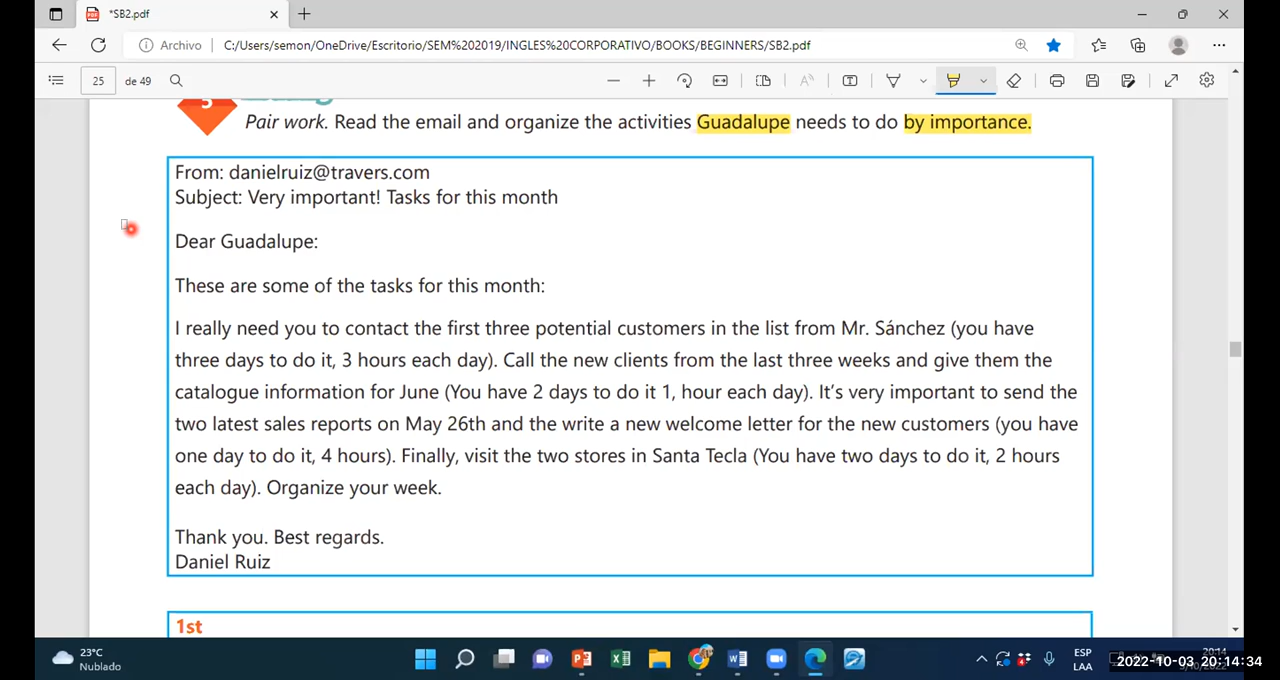 *SB2.pdf
Archivo
C:/Users/semon/OneDrive/Escritorio/SEM%202019/INGLES%20CORPORATIVO/BOOKS/BEGINNERS/SB2.pdf
25 de 49
5
Pair work. Read the email and organize the activities Guadalupe needs to do by importance.
From: danielruiz@travers.com
Subject: Very important! Tasks for this month
Dear Guadalupe:
These are some of the tasks for this month:
I really need you to contact the first three potential customers in the list from Mr. Sánchez (you have
three days to do it, 3 hours each day). Call the new clients from the last three weeks and give them the
catalogue information for June (You have 2 days to do it 1, hour each day). It’s very important to send the
two latest sales reports on May 26th and the write a new welcome letter for the new customers (you have
one day to do it, 4 hours). Finally, visit the two stores in Santa Tecla (You have two days to do it, 2 hours
each day). Organize your week.
Thank you. Best regards.
Daniel Ruiz
1st
23°C
Nublado
ESP
LAA
20:14
2022-10-03 20:14:34